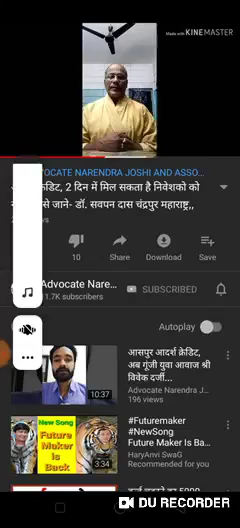 Made with KINEMASTER
VOCATE NARENDRA JOSHI AND ASSO...
क्रेडिट, 2 दिन में मिल सकता है निवेशको को
से जाने- डॉ. सवपन दास चंद्रपुर महाराष्ट्र,,
10
Share
Download
Save
Advocate Nare...
1.7K subscribers
SUBSCRIBED
Autoplay
आसपुर आदर्श क्रेडिट,
अब गूंजी युवा आवाज श्री
विवेक दर्जी...
Advocate Narendra J...
196 views
10:37
New Song
Future
Maker
is Back
3:34
#Futuremaker
#NewSong
Future Maker Is Ba...
HaryAnvi SwaG
Recommended for you
DU RECORDER